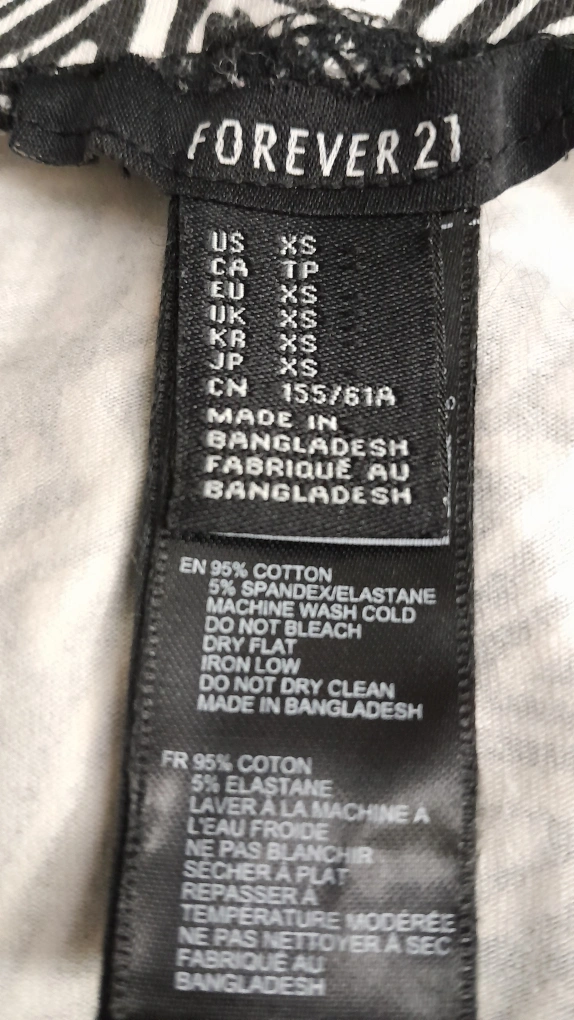 FOREVER 21
US XS
CA TP
EU XS
UK XS
KR XS
JP XS
CN 155/61A
MADE IN
BANGLADESH
FABRIQUÉ AU
BANGLADESH
EN 95% COTTON
5% SPANDEX/ELASTANE
MACHINE WASH COLD
DO NOT BLEACH
DRY FLAT
IRON LOW
DO NOT DRY CLEAN
MADE IN BANGLADESH
FR 95% COTON
5% ELASTANE
LAVER À LA MACHINE A
L'EAU FROIDE
NE PAS BLANCHIR
SÉCHER À PLAT
REPASSER À
TEMPÉRATURE MODÉRÉE
NE PAS NETTOYER À SEC
FABRIQUÉ AU
BANGLADESH